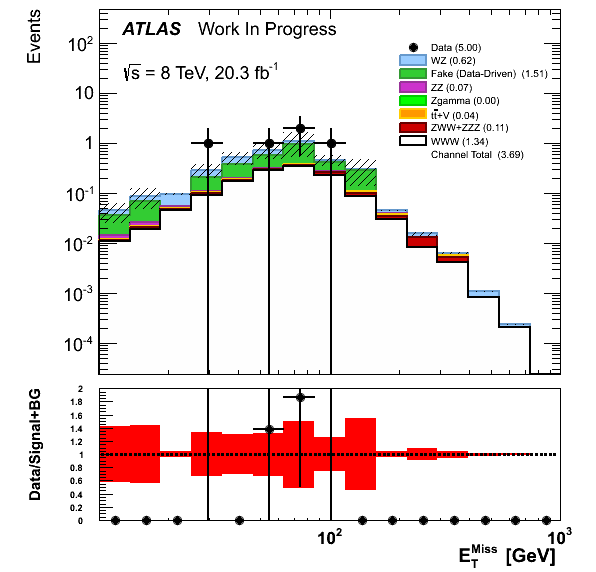 Events
ATLAS Work In Progress
√s = 8 TeV, 20.3 fb⁻¹
Data (5.00)
WZ (0.62)
Fake (Data-Driven) (1.51)
ZZ (0.07)
Zgamma (0.00)
tt̄+V (0.04)
ZWW+ZZZ (0.11)
WWW (1.34)
Channel Total (3.69)
10²
10
1
10⁻¹
10⁻²
10⁻³
10⁻⁴
Data/Signal+BG
2
1.8
1.6
1.4
1.2
1
0.8
0.6
0.4
0.2
0
10²
10³
E_T^Miss [GeV]